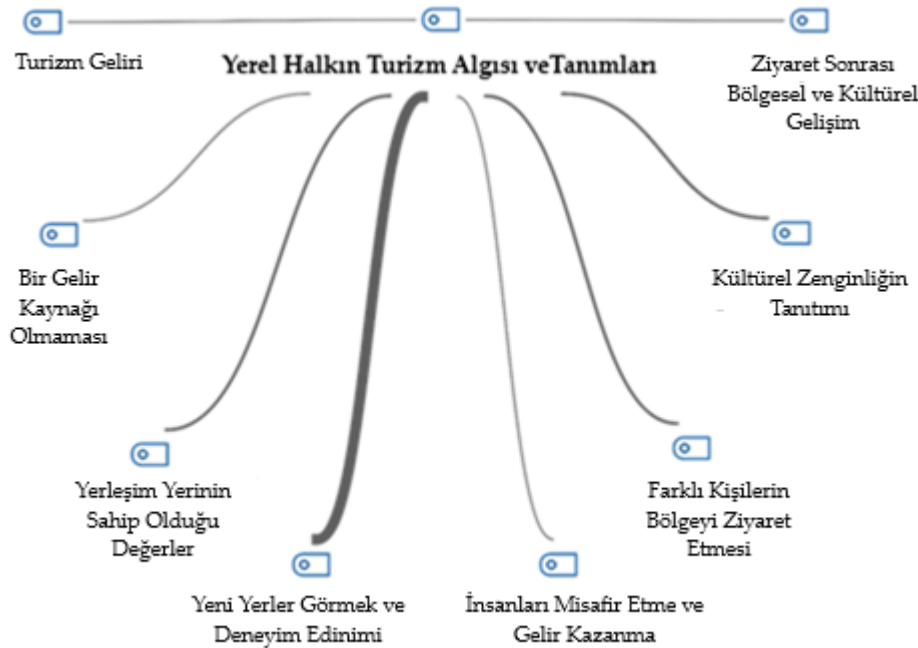 Turizm Geliri
Yerel Halkın Turizm Algısı veTanımları
Ziyaret Sonrası
Bölgesel ve Kültürel
Gelişim
Bir Gelir
Kaynağı
Olmaması
Kültürel Zenginliğin
Tanıtımı
Yerleşim Yerinin
Sahip Olduğu
Değerler
Farklı Kişilerin
Bölgeyi Ziyaret
Etmesi
Yeni Yerler Görmek ve
Deneyim Edinimi
İnsanları Misafir Etme ve
Gelir Kazanma